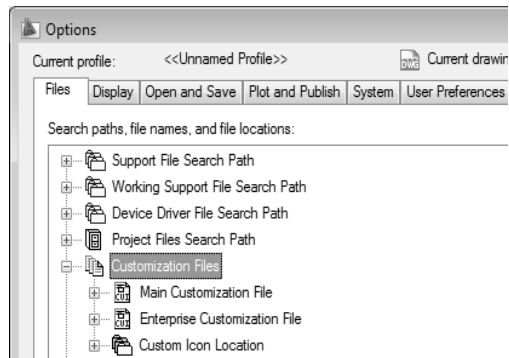 Options
Current profile: <<Unnamed Profile>> Current drawin
Files Display Open and Save Plot and Publish System User Preferences
Search paths, file names, and file locations:
Support File Search Path
Working Support File Search Path
Device Driver File Search Path
Project Files Search Path
Customization Files
Main Customization File
Enterprise Customization File
Custom Icon Location